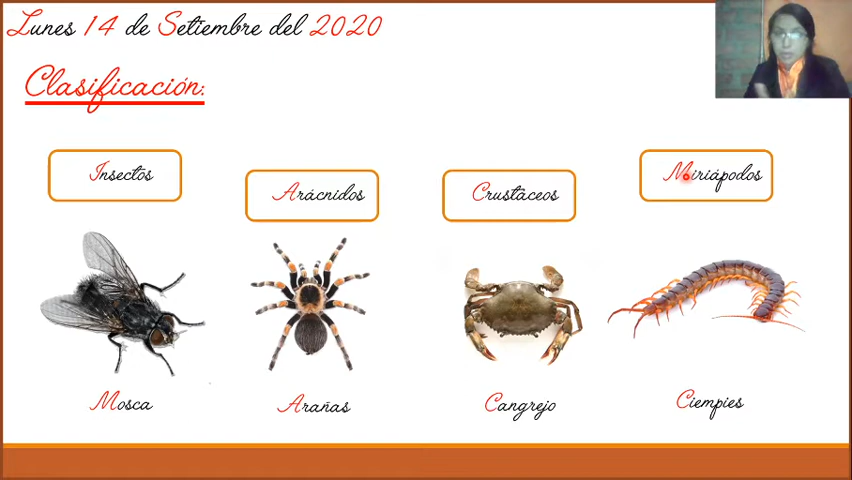 Lunes 14 de Setiembre del 2020
Clasificación:
Insectos
Arácnidos
Crustáceos
Miriápodos
Mosca
Arañas
Cangrejo
Ciempies